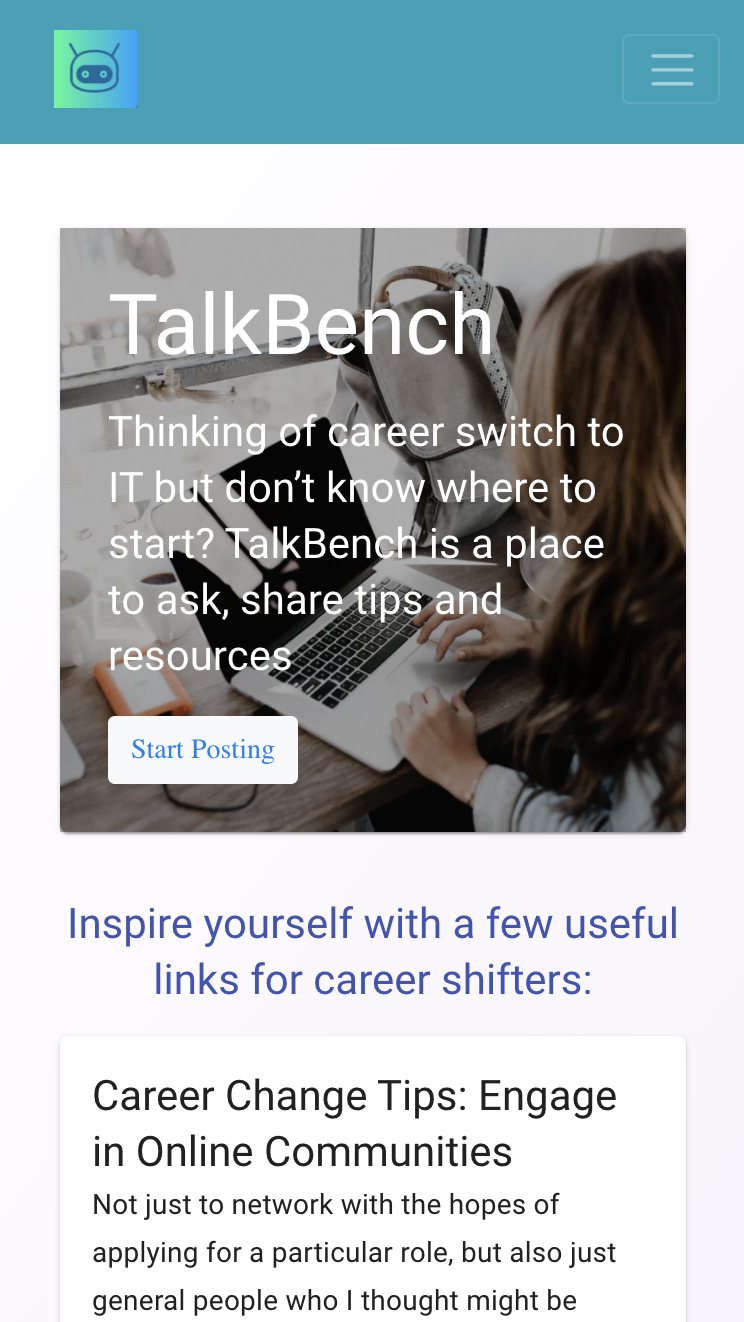 TalkBench
Thinking of career switch to
IT but don’t know where to
start? TalkBench is a place
to ask, share tips and
resources
Start Posting
Inspire yourself with a few useful
links for career shifters:
Career Change Tips: Engage
in Online Communities
Not just to network with the hopes of
applying for a particular role, but also just
general people who I thought might be